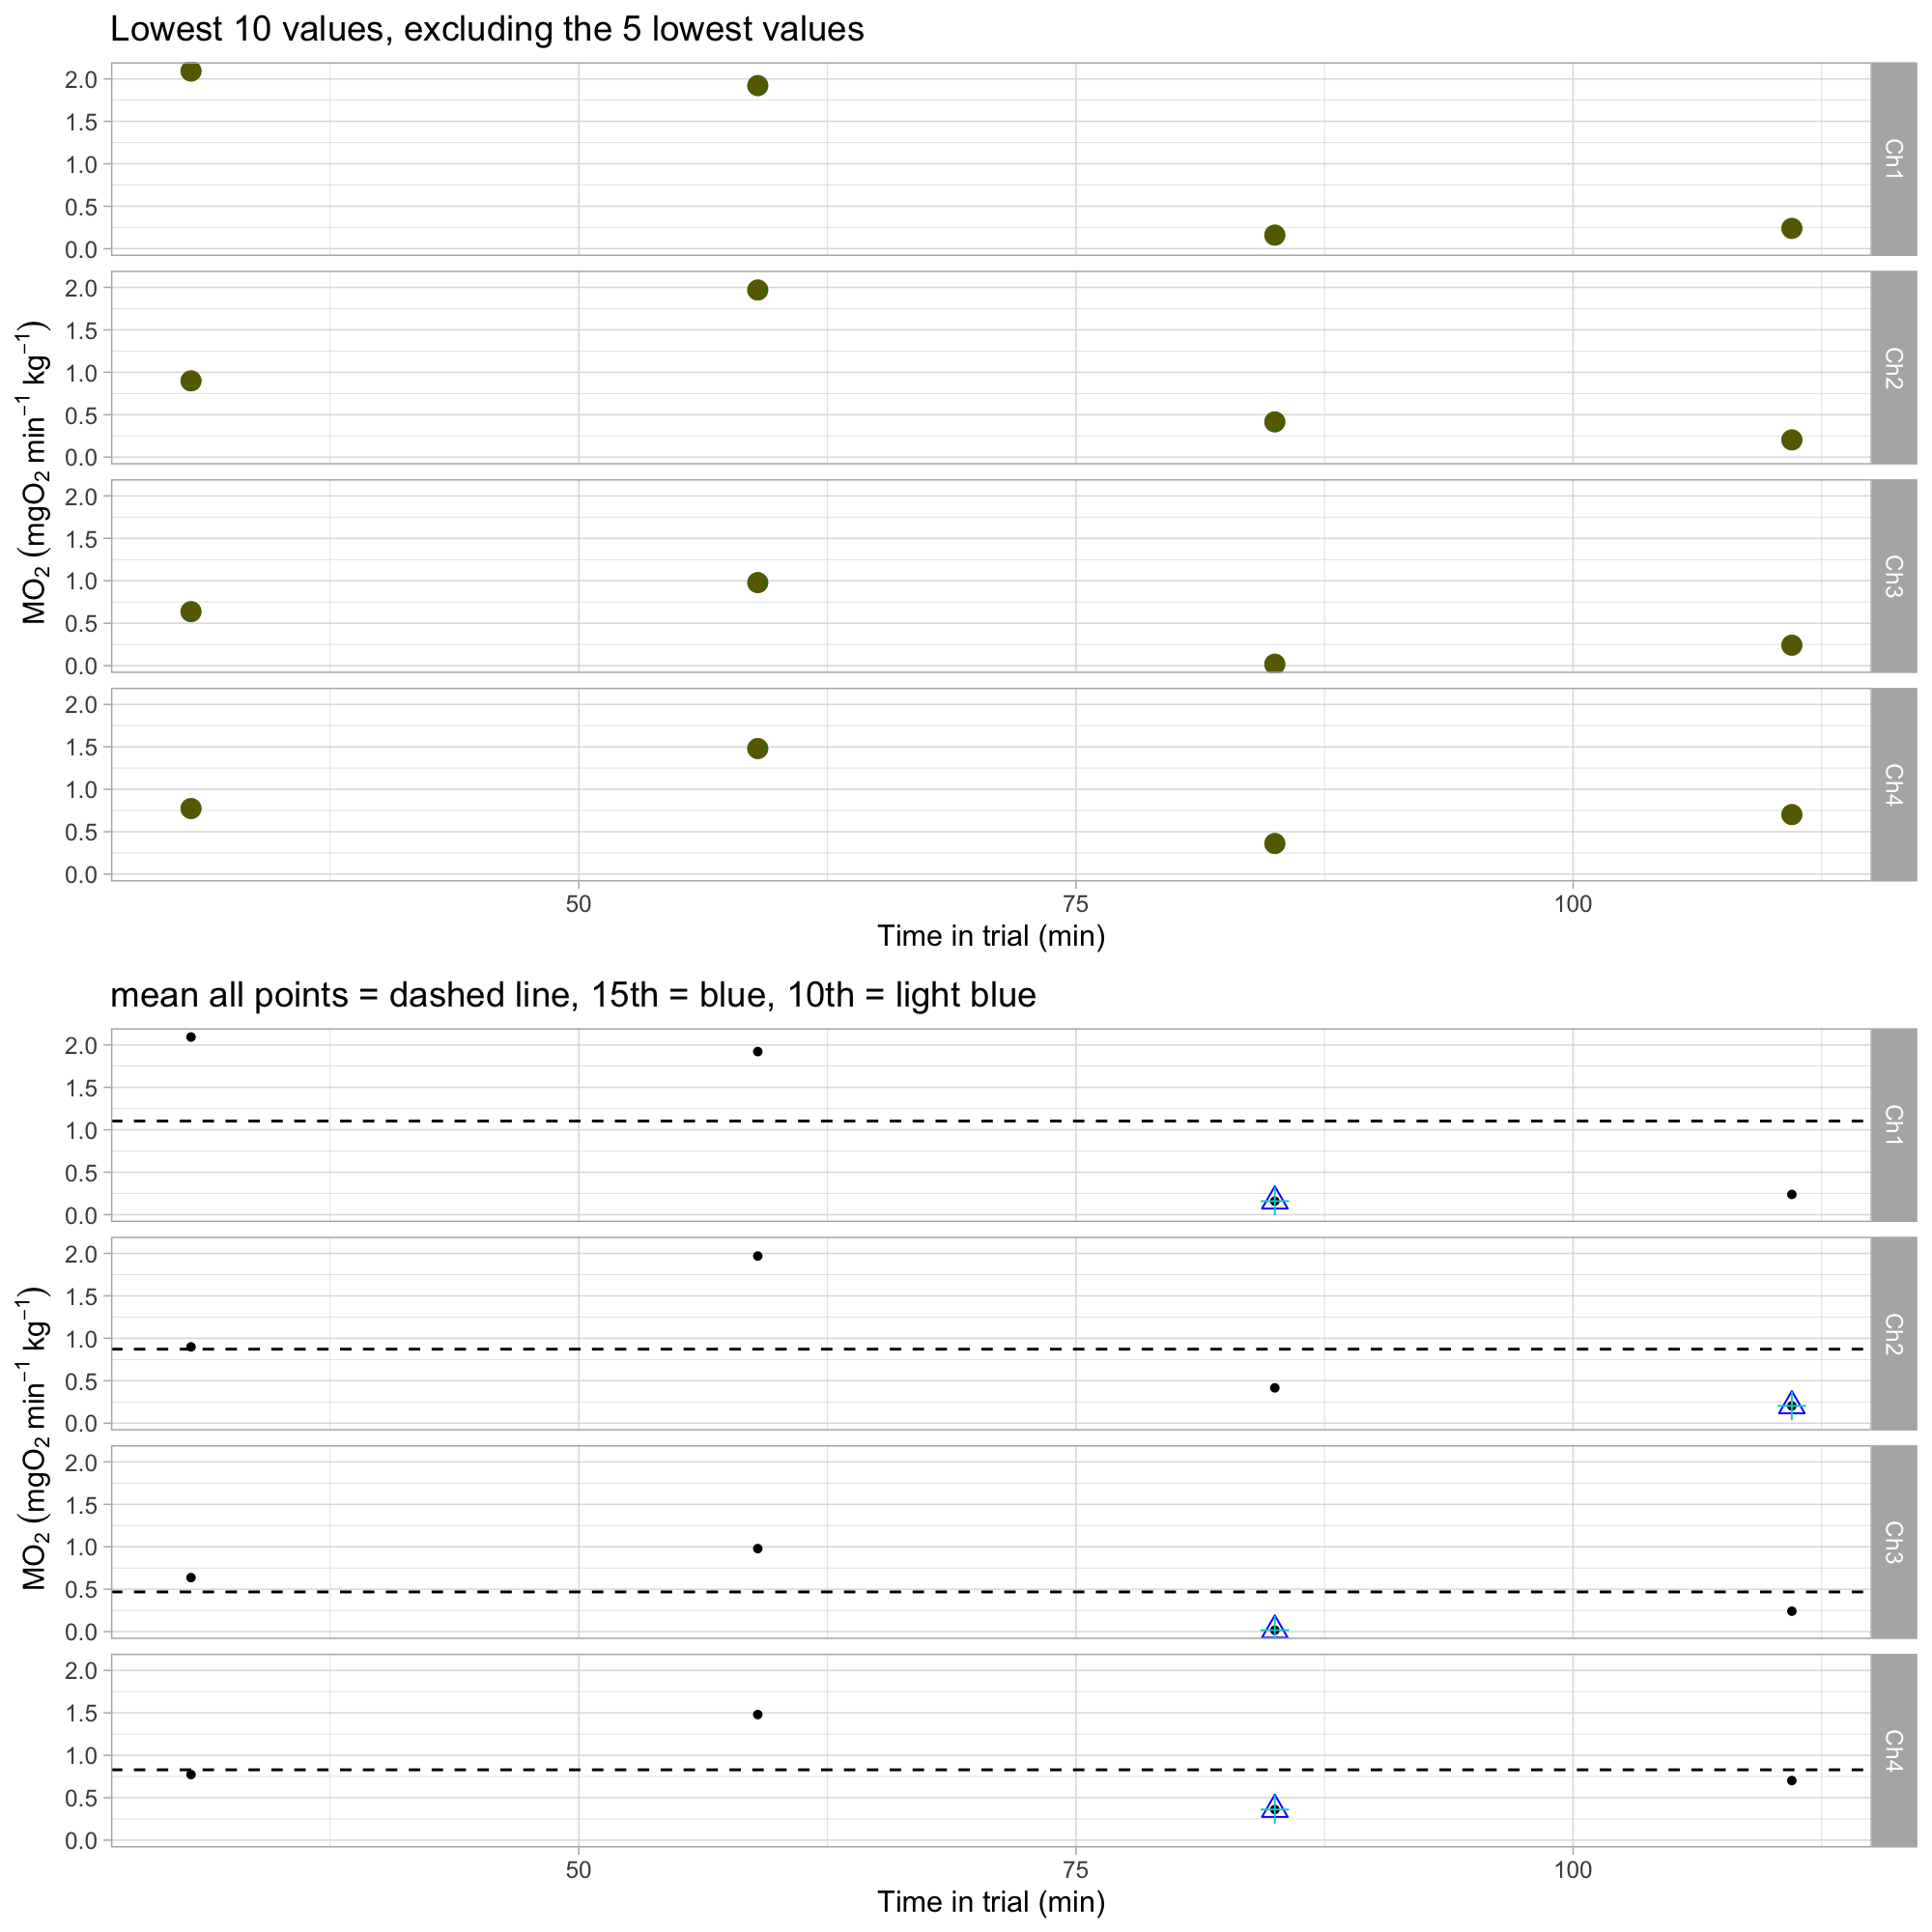 Lowest 10 values, excluding the 5 lowest values
MO₂ (mgO₂ min⁻¹ kg⁻¹)
2.0
1.5
1.0
0.5
0.0
Ch1
2.0
1.5
1.0
0.5
0.0
Ch2
2.0
1.5
1.0
0.5
0.0
Ch3
2.0
1.5
1.0
0.5
0.0
Ch4
50 75 100
Time in trial (min)
mean all points = dashed line, 15th = blue, 10th = light blue
MO₂ (mgO₂ min⁻¹ kg⁻¹)
2.0
1.5
1.0
0.5
0.0
Ch1
2.0
1.5
1.0
0.5
0.0
Ch2
2.0
1.5
1.0
0.5
0.0
Ch3
2.0
1.5
1.0
0.5
0.0
Ch4
50 75 100
Time in trial (min)